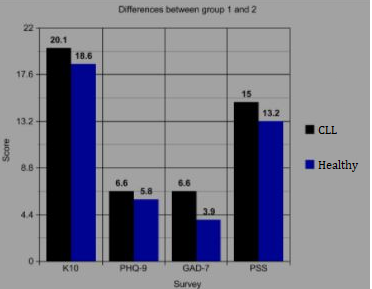 Differences between group 1 and 2
22
17.6
13.2
8.8
4.4
0
Score
20.1
18.6
6.6
5.8
6.6
3.9
15
13.2
K10
PHQ-9
GAD-7
PSS
Survey
CLL
Healthy